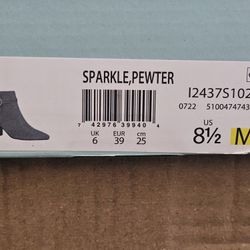 SPARKLE,PEWTER
I2437S102
7 42976 39940 4
0722 5100474743
UK EUR cm
6 39 25
US
8½ M